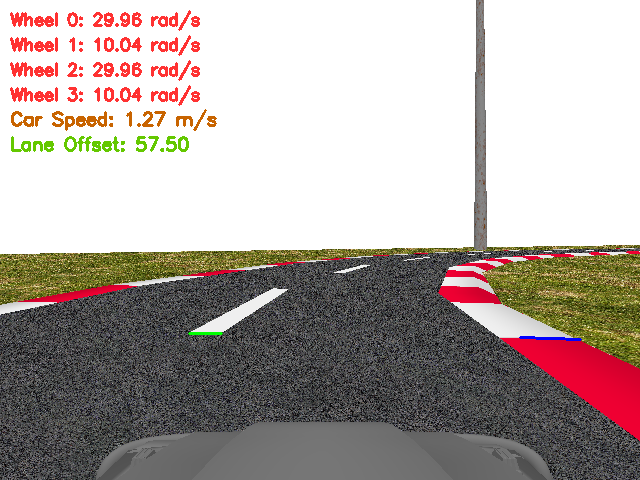 Wheel 0: 29.96 rad/s
Wheel 1: 10.04 rad/s
Wheel 2: 29.96 rad/s
Wheel 3: 10.04 rad/s
Car Speed: 1.27 m/s
Lane Offset: 57.50